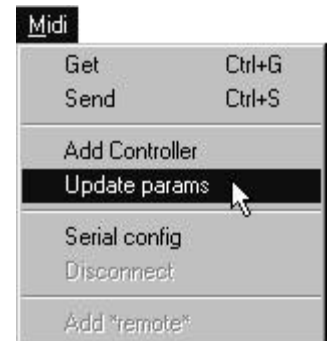 Midi
Get Ctrl+G
Send Ctrl+S
Add Controller
Update params
Serial config
Disconnect
Add *remote*